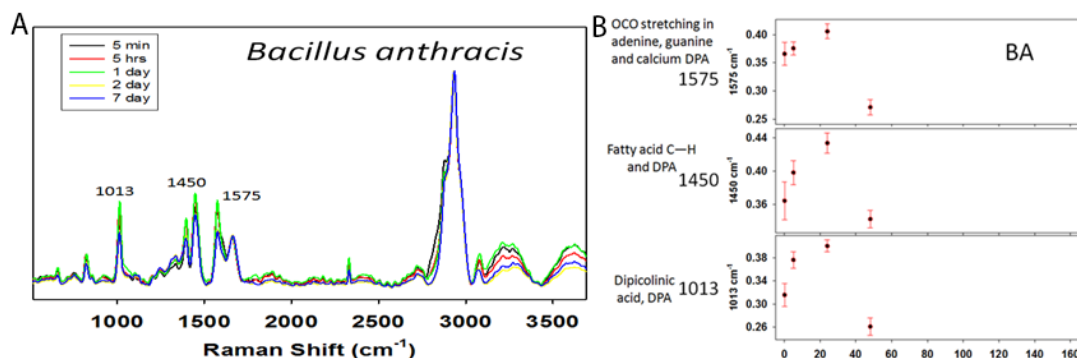 A
Bacillus anthracis
5 min
5 hrs
1 day
2 day
7 day
1013
1450
1575
1000 1500 2000 2500 3000 3500
Raman Shift (cm-1)
B
OCO stretching in
adenine, guanine
and calcium DPA
1575
BA
1575 cm-1
0.40
0.35
0.30
0.25
Fatty acid C—H
and DPA
1450
1450 cm-1
0.44
0.40
0.36
Dipicolinic
acid, DPA
1013
1013 cm-1
0.38
0.34
0.30
0.26
0 20 40 60 80 100 120 140 160